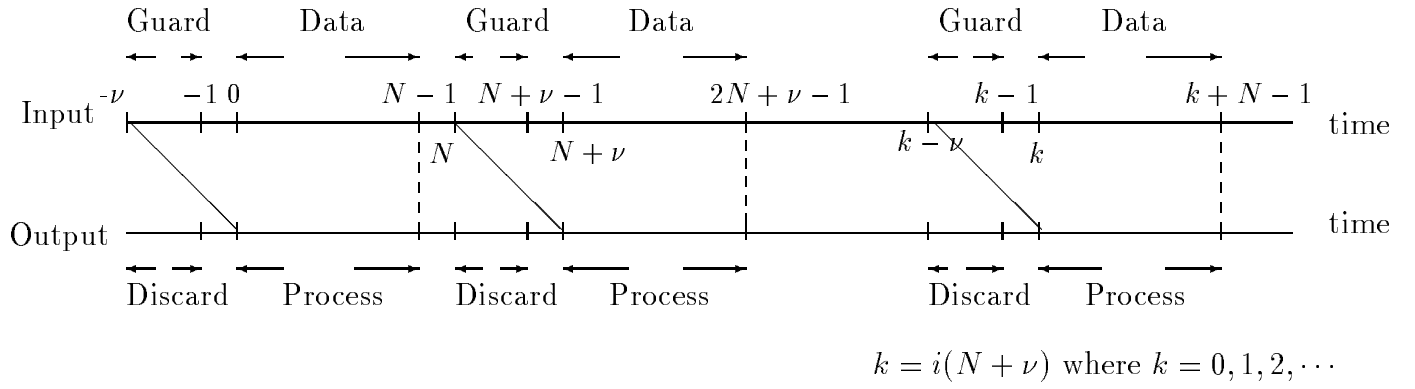 Guard Data Guard Data Guard Data
-ν −1 0 N − 1 N + ν − 1 2N + ν − 1 k − 1 k + N − 1
Input time
N N + ν k − ν k
Output time
Discard Process Discard Process Discard Process
k = i(N + ν) where k = 0, 1, 2, ···